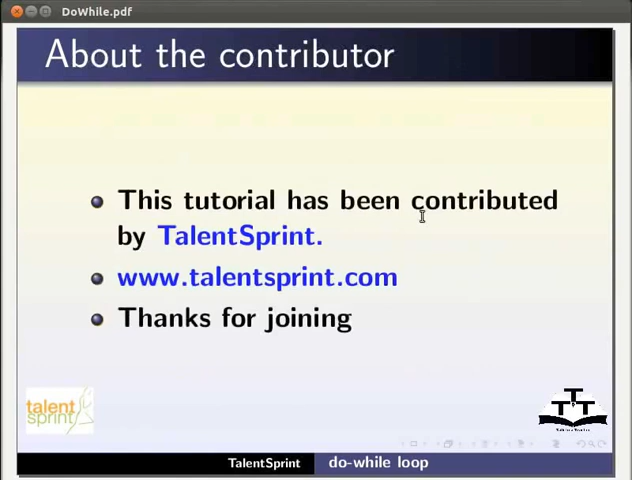 DoWhile.pdf
About the contributor
This tutorial has been contributed
by TalentSprint.
www.talentsprint.com
Thanks for joining
talent
sprint
TTT
TalentSprint do-while loop